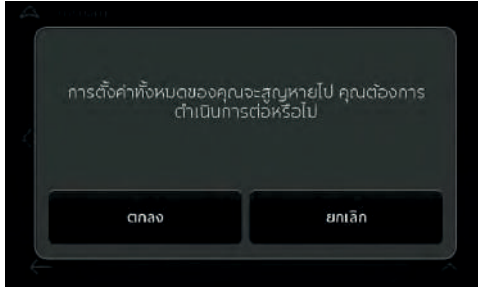 การตั้งค่าทั้งหมดของคุณจะสูญหายไป คุณต้องการ
ดำเนินการต่อหรือไม่
ตกลง
ยกเลิก